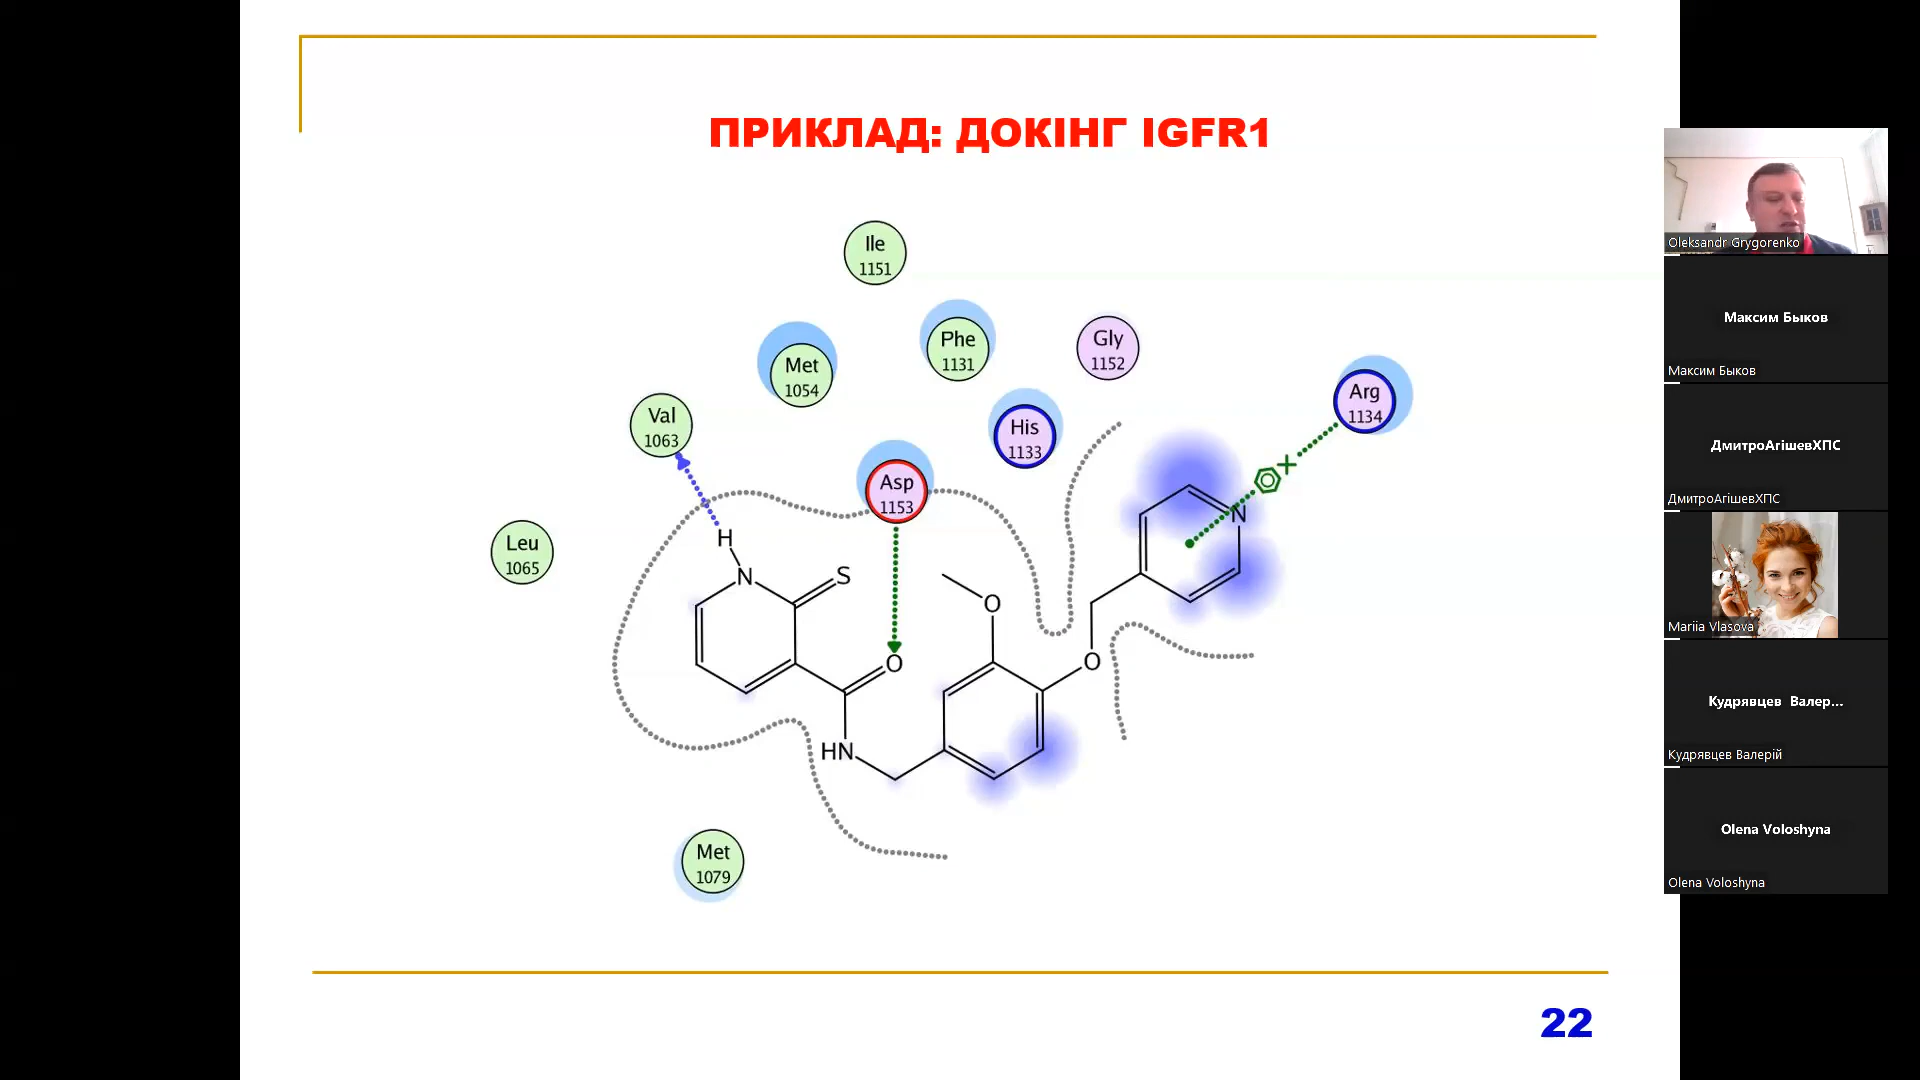 ПРИКЛАД: ДОКІНГ IGFR1
Ile
1151
Met
1054
Phe
1131
Gly
1152
Arg
1134
Val
1063
His
1133
Asp
1153
Leu
1065
H
N
S
O
O
N
O
HN
Met
1079
22
Oleksandr Grygorenko
Максим Быков
Максим Быков
ДмитроАгішевХПС
ДмитроАгішевХПС
Mariia Vlasova
Кудрявцев Валер...
Кудрявцев Валерій
Olena Voloshyna
Olena Voloshyna